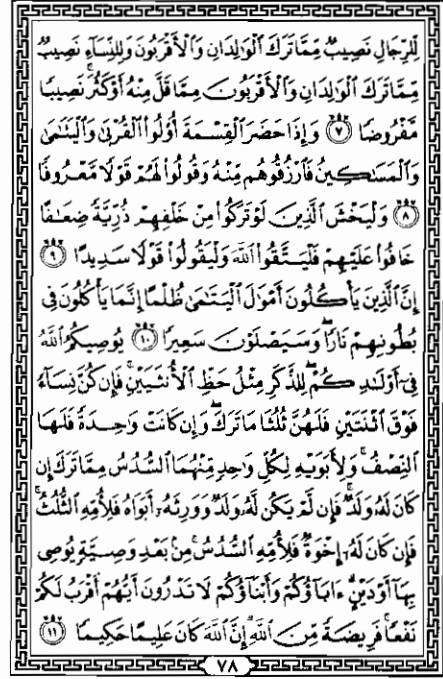 لِّلرِّجَالِ نَصِيبٌ مِّمَّا تَرَكَ ٱلْوَٰلِدَانِ وَٱلْأَقْرَبُونَ وَلِلنِّسَآءِ نَصِيبٌ
مِّمَّا تَرَكَ ٱلْوَٰلِدَانِ وَٱلْأَقْرَبُونَ مِمَّا قَلَّ مِنْهُ أَوْ كَثُرَ ۚ نَصِيبًا
مَّفْرُوضًا ٧ وَإِذَا حَضَرَ ٱلْقِسْمَةَ أُو۟لُوا۟ ٱلْقُرْبَىٰ وَٱلْيَتَٰمَىٰ
وَٱلْمَسَٰكِينُ فَٱرْزُقُوهُم مِّنْهُ وَقُولُوا۟ لَهُمْ قَوْلًا مَّعْرُوفًا
٨ وَلْيَخْشَ ٱلَّذِينَ لَوْ تَرَكُوا۟ مِنْ خَلْفِهِمْ ذُرِّيَّةً ضِعَٰفًا
خَافُوا۟ عَلَيْهِمْ فَلْيَتَّقُوا۟ ٱللَّهَ وَلْيَقُولُوا۟ قَوْلًا سَدِيدًا ٩
إِنَّ ٱلَّذِينَ يَأْكُلُونَ أَمْوَٰلَ ٱلْيَتَٰمَىٰ ظُلْمًا إِنَّمَا يَأْكُلُونَ فِى
بُطُونِهِمْ نَارًا ۖ وَسَيَصْلَوْنَ سَعِيرًا ١٠ يُوصِيكُمُ ٱللَّهُ
فِىٓ أَوْلَٰدِكُمْ ۖ لِلذَّكَرِ مِثْلُ حَظِّ ٱلْأُنثَيَيْنِ ۚ فَإِن كُنَّ نِسَآءً
فَوْقَ ٱثْنَتَيْنِ فَلَهُنَّ ثُلُثَا مَا تَرَكَ ۖ وَإِن كَانَتْ وَٰحِدَةً فَلَهَا
ٱلنِّصْفُ ۚ وَلِأَبَوَيْهِ لِكُلِّ وَٰحِدٍ مِّنْهُمَا ٱلسُّدُسُ مِمَّا تَرَكَ إِن
كَانَ لَهُۥ وَلَدٌ ۚ فَإِن لَّمْ يَكُن لَّهُۥ وَلَدٌ وَوَرِثَهُۥٓ أَبَوَاهُ فَلِأُمِّهِ ٱلثُّلُثُ ۚ
فَإِن كَانَ لَهُۥٓ إِخْوَةٌ فَلِأُمِّهِ ٱلسُّدُسُ ۚ مِنۢ بَعْدِ وَصِيَّةٍ يُوصِى
بِهَآ أَوْ دَيْنٍ ۗ ءَابَآؤُكُمْ وَأَبْنَآؤُكُمْ لَا تَدْرُونَ أَيُّهُمْ أَقْرَبُ لَكُمْ
نَفْعًا ۚ فَرِيضَةً مِّنَ ٱللَّهِ ۗ إِنَّ ٱللَّهَ كَانَ عَلِيمًا حَكِيمًا ١١
٧٨